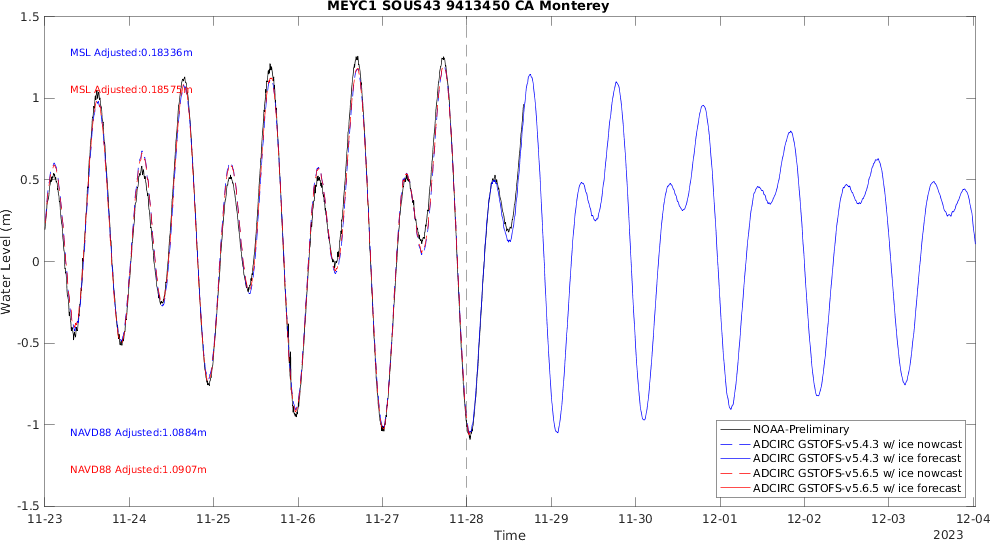 MEYC1 SOUS43 9413450 CA Monterey
1.5
1
0.5
0
-0.5
-1
-1.5
Water Level (m)
MSL Adjusted:0.18336m
MSL Adjusted:0.18575m
NAVD88 Adjusted:1.0884m
NAVD88 Adjusted:1.0907m
NOAA-Preliminary
ADCIRC GSTOFS-v5.4.3 w/ ice nowcast
ADCIRC GSTOFS-v5.4.3 w/ ice forecast
ADCIRC GSTOFS-v5.6.5 w/ ice nowcast
ADCIRC GSTOFS-v5.6.5 w/ ice forecast
11-23 11-24 11-25 11-26 11-27 11-28 11-29 11-30 12-01 12-02 12-03 12-04
Time
2023